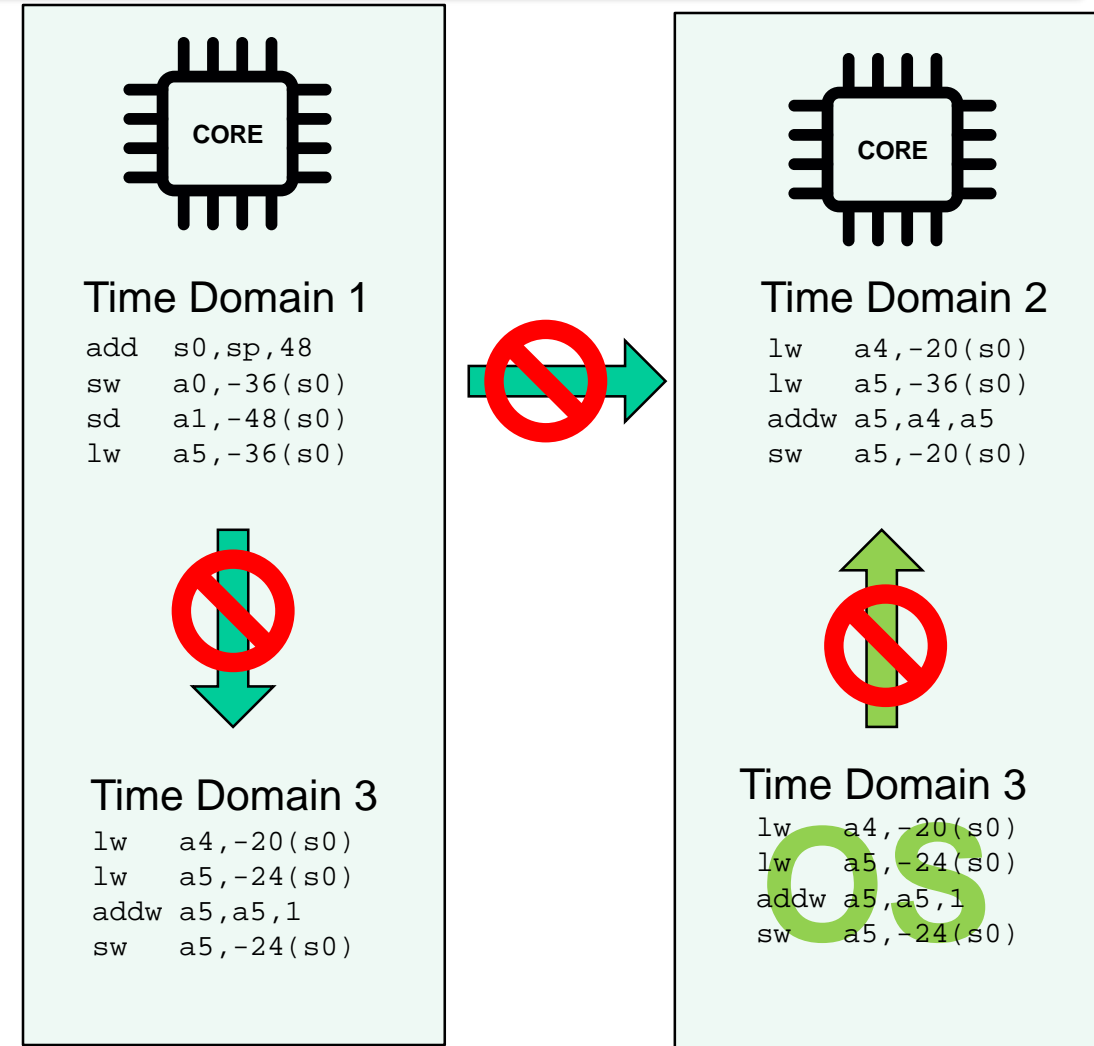 CORE
Time Domain 1
add s0,sp,48
sw a0,-36(s0)
sd a1,-48(s0)
lw a5,-36(s0)
Time Domain 3
lw a4,-20(s0)
lw a5,-24(s0)
addw a5,a5,1
sw a5,-24(s0)
CORE
Time Domain 2
lw a4,-20(s0)
lw a5,-36(s0)
addw a5,a4,a5
sw a5,-20(s0)
Time Domain 3
OS
lw a4,-20(s0)
lw a5,-24(s0)
addw a5,a5,1
sw a5,-24(s0)